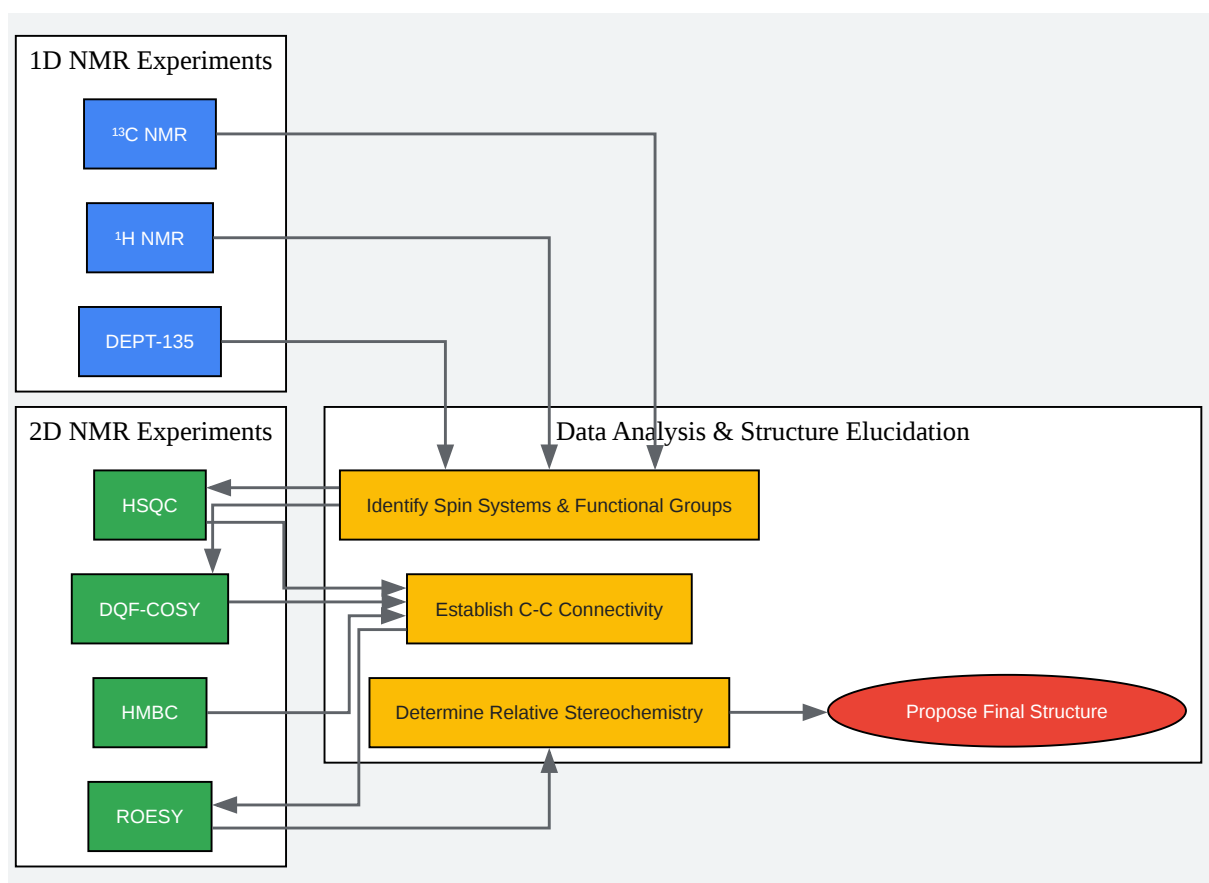 1D NMR Experiments
¹³C NMR
¹H NMR
DEPT-135
2D NMR Experiments
HSQC
DQF-COSY
HMBC
ROESY
Data Analysis & Structure Elucidation
Identify Spin Systems & Functional Groups
Establish C-C Connectivity
Determine Relative Stereochemistry
Propose Final Structure